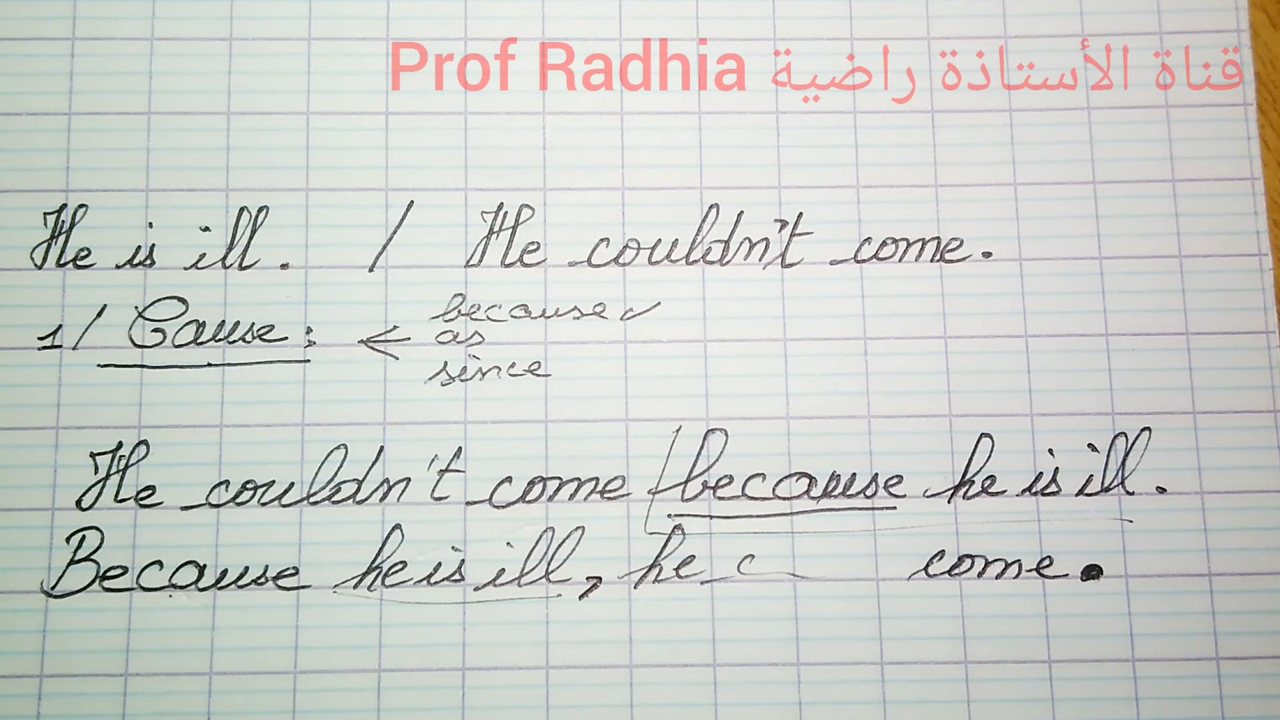 Prof Radhia قناة الأستاذة راضية
He is ill. / He couldn't come.
1/ Cause: < because ✓
as
since
He couldn't come / because he is ill.
Because he is ill, he c come.